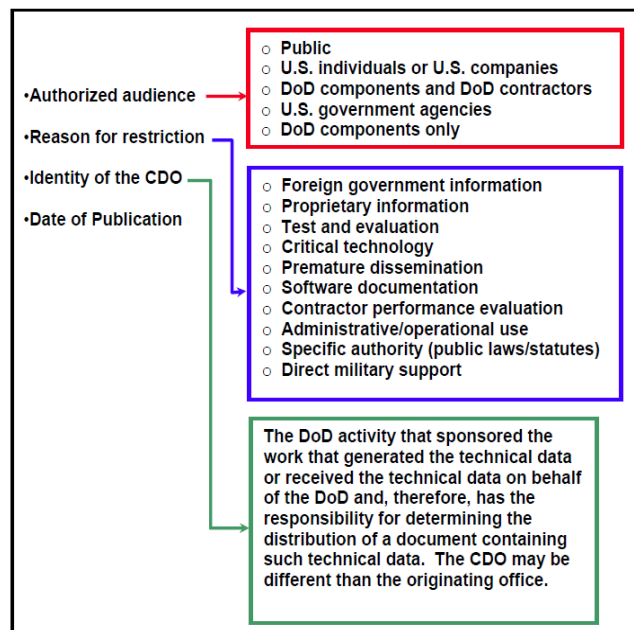 •Authorized audience
•Reason for restriction
•Identity of the CDO
•Date of Publication
○ Public
○ U.S. individuals or U.S. companies
○ DoD components and DoD contractors
○ U.S. government agencies
○ DoD components only
○ Foreign government information
○ Proprietary information
○ Test and evaluation
○ Critical technology
○ Premature dissemination
○ Software documentation
○ Contractor performance evaluation
○ Administrative/operational use
○ Specific authority (public laws/statutes)
○ Direct military support
The DoD activity that sponsored the
work that generated the technical data
or received the technical data on behalf
of the DoD and, therefore, has the
responsibility for determining the
distribution of a document containing
such technical data.  The CDO may be
different than the originating office.